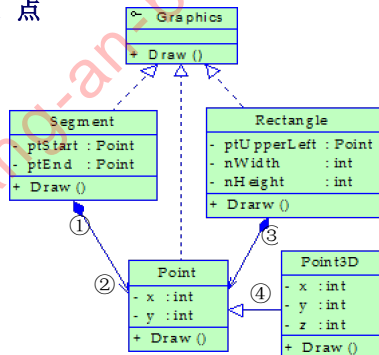 点
Graphics
+ Draw ()
Segment
- ptStart : Point
- ptEnd : Point
+ Draw ()
Rectangle
- ptUpperLeft : Point
- nWidth : int
- nHeight : int
+ Drarw ()
①
②
③
④
Point
- x : int
- y : int
+ Draw ()
Point3D
- x : int
- y : int
- z : int
+ Draw ()